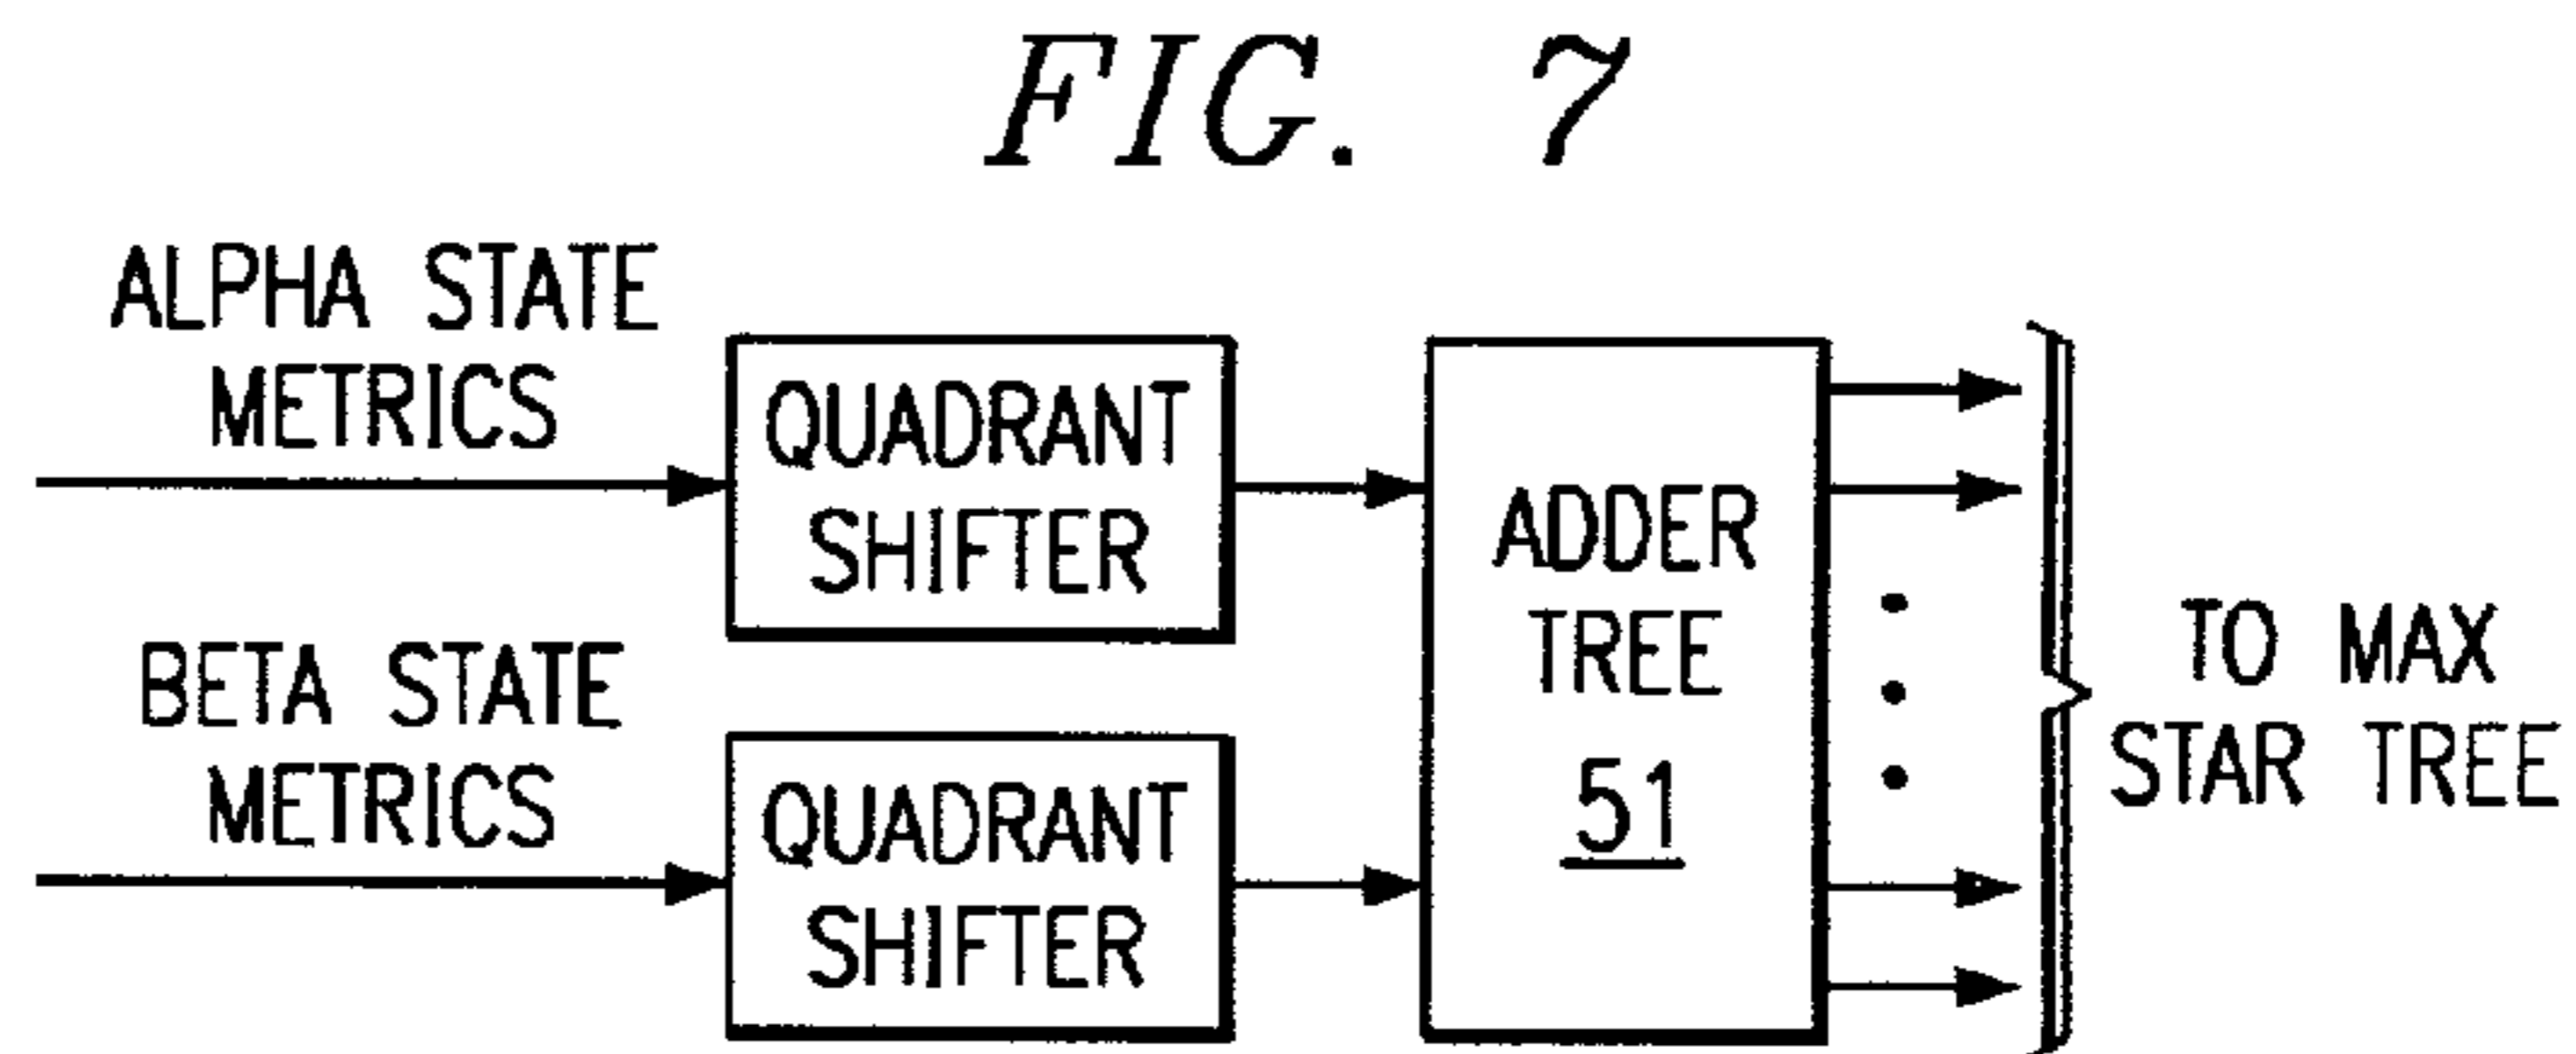 FIG. 7
ALPHA STATE
METRICS
QUADRANT
SHIFTER
BETA STATE
METRICS
QUADRANT
SHIFTER
ADDER
TREE
51
TO MAX
STAR TREE